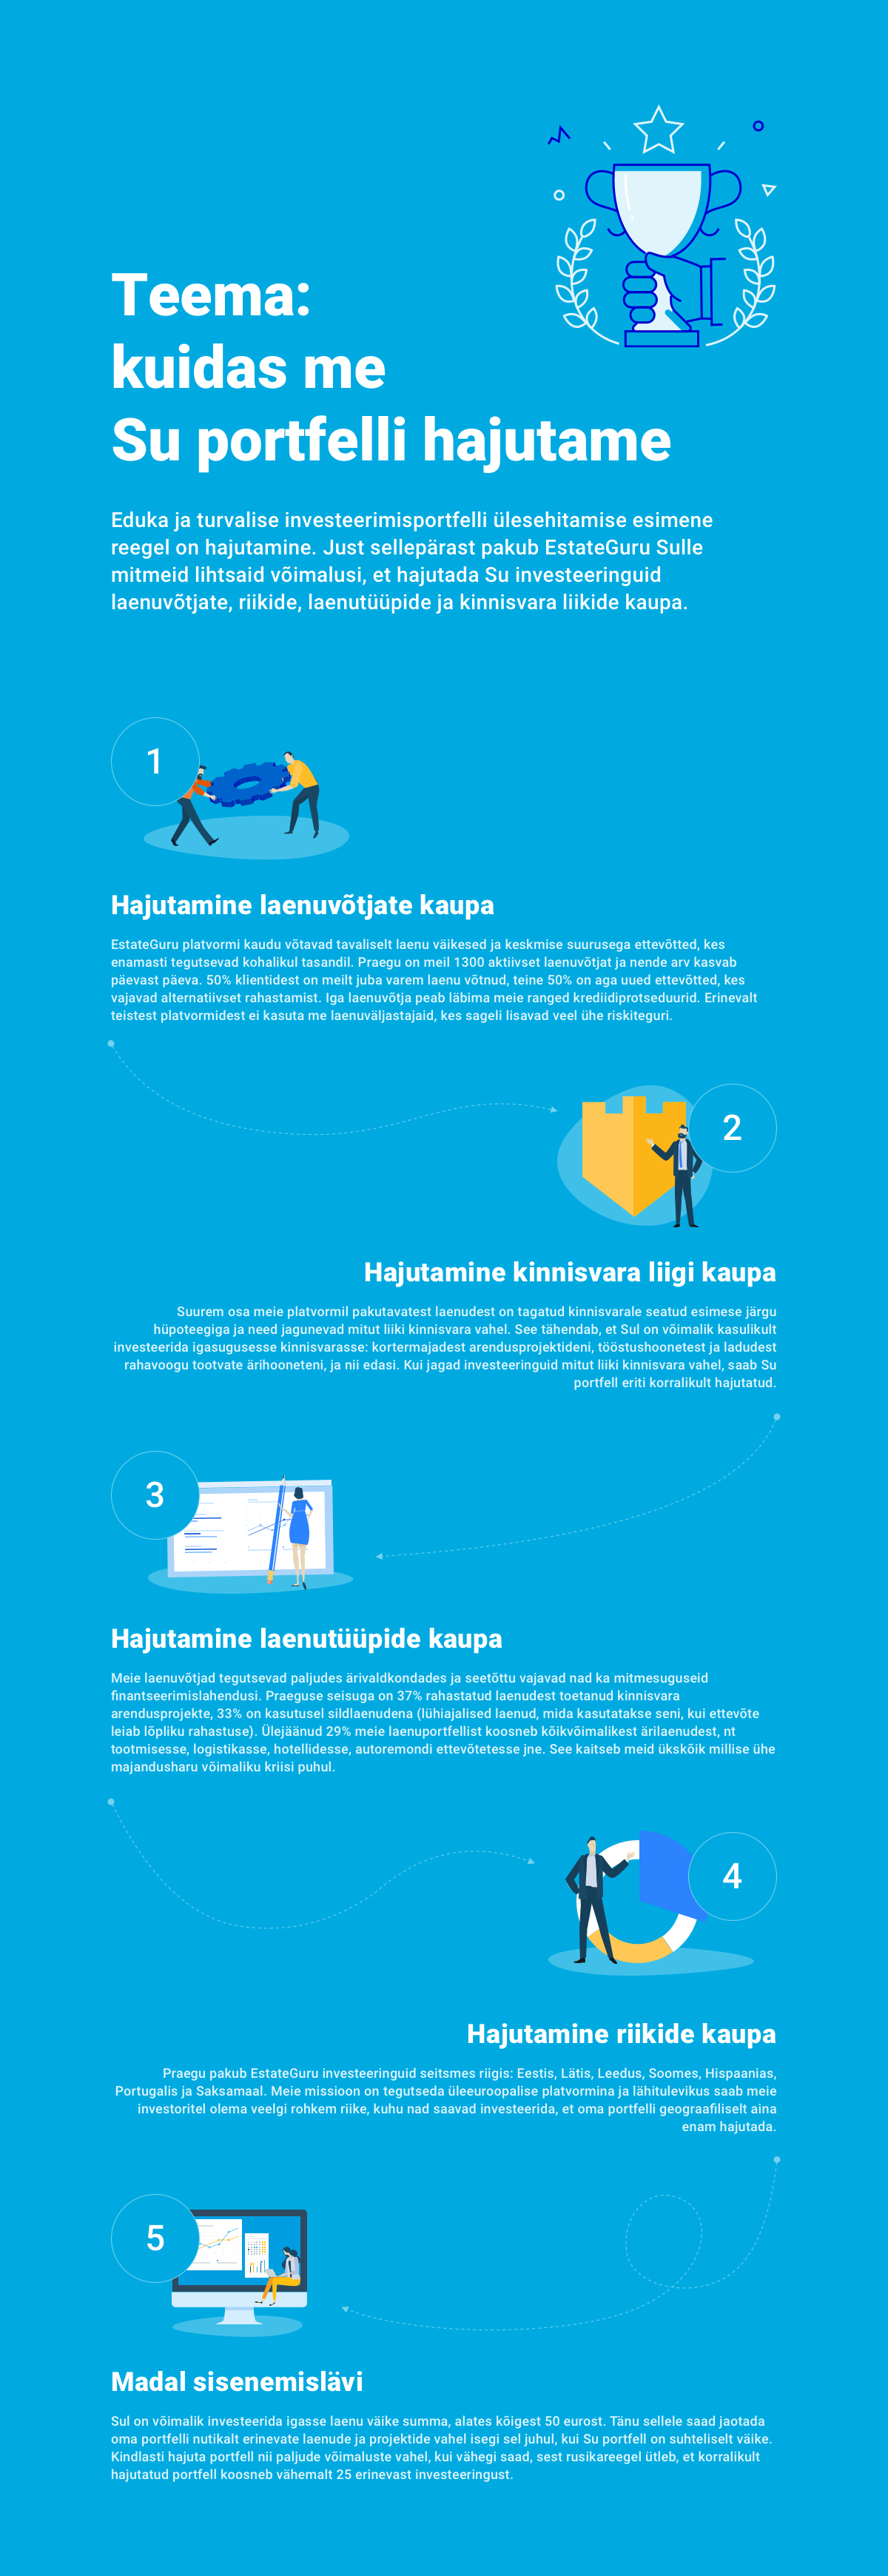 Teema:
kuidas me
Su portfelli hajutame
Eduka ja turvalise investeerimisportfelli ülesehitamise esimene
reegel on hajutamine. Just sellepärast pakub EstateGuru Sulle
mitmeid lihtsaid võimalusi, et hajutada Su investeeringuid
laenuvõtjate, riikide, laenutüüpide ja kinnisvara liikide kaupa.
1
Hajutamine laenuvõtjate kaupa
EstateGuru platvormi kaudu võtavad tavaliselt laenu väikesed ja keskmise suurusega ettevõtted, kes
enamasti tegutsevad kohalikul tasandil. Praegu on meil 1300 aktiivset laenuvõtjat ja nende arv kasvab
päevast päeva. 50% klientidest on meilt juba varem laenu võtnud, teine 50% on aga uued ettevõtted, kes
vajavad alternatiivset rahastamist. Iga laenuvõtja peab läbima meie ranged krediidiprotseduurid. Erinevalt
teistest platvormidest ei kasuta me laenuväljastajaid, kes sageli lisavad veel ühe riskiteguri.
2
Hajutamine kinnisvara liigi kaupa
Suurem osa meie platvormil pakutavatest laenudest on tagatud kinnisvarale seatud esimese järgu
hüpoteegiga ja need jagunevad mitut liiki kinnisvara vahel. See tähendab, et Sul on võimalik kasulikult
investeerida igasugusesse kinnisvarasse: kortermajadest arendusprojektideni, tööstushoonetest ja ladudest
rahavoogu tootvate ärihooneteni, ja nii edasi. Kui jagad investeeringuid mitut liiki kinnisvara vahel, saab Su
portfell eriti korralikult hajutatud.
3
Hajutamine laenutüüpide kaupa
Meie laenuvõtjad tegutsevad paljudes ärivaldkondades ja seetõttu vajavad nad ka mitmesuguseid
finantseerimislahendusi. Praeguse seisuga on 37% rahastatud laenudest toetanud kinnisvara
arendusprojekte, 33% on kasutusel sildlaenudena (lühiajalised laenud, mida kasutatakse seni, kui ettevõte
leiab lõpliku rahastuse). Ülejäänud 29% meie laenuportfellist koosneb kõikvõimalikest ärilaenudest, nt
tootmisesse, logistikasse, hotellidesse, autoremondi ettevõtetesse jne. See kaitseb meid ükskõik millise ühe
majandusharu võimaliku kriisi puhul.
4
Hajutamine riikide kaupa
Praegu pakub EstateGuru investeeringuid seitsmes riigis: Eestis, Lätis, Leedus, Soomes, Hispaanias,
Portugalis ja Saksamaal. Meie missioon on tegutseda üleeuroopalise platvormina ja lähitulevikus saab meie
investoritel olema veelgi rohkem riike, kuhu nad saavad investeerida, et oma portfelli geograafiliselt aina
enam hajutada.
5
Madal sisenemislävi
Sul on võimalik investeerida igasse laenu väike summa, alates kõigest 50 eurost. Tänu sellele saad jaotada
oma portfelli nutikalt erinevate laenude ja projektide vahel isegi sel juhul, kui Su portfell on suhteliselt väike.
Kindlasti hajuta portfell nii paljude võimaluste vahel, kui vähegi saad, sest rusikareegel ütleb, et korralikult
hajutatud portfell koosneb vähemalt 25 erinevast investeeringust.